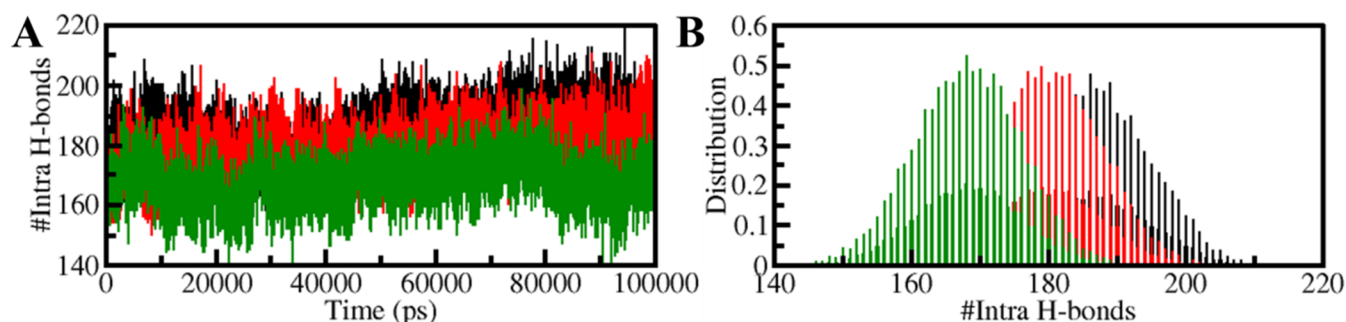 A
#Intra H-bonds
220
200
180
160
140
0 20000 40000 60000 80000 100000
Time (ps)
B
Distribution
0.6
0.5
0.4
0.3
0.2
0.1
0
140 160 180 200 220
#Intra H-bonds